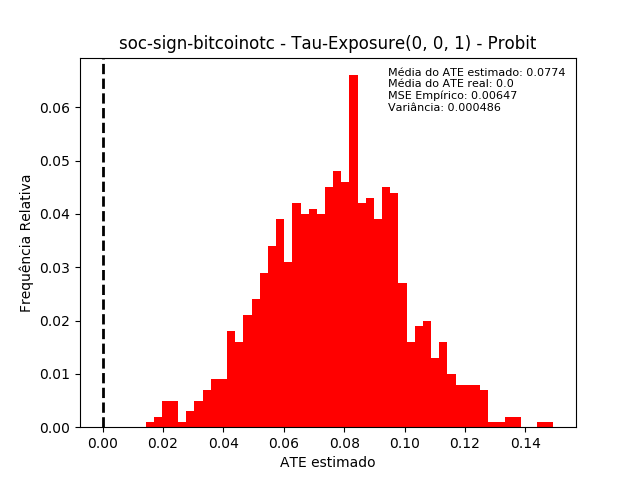 soc-sign-bitcoinotc - Tau-Exposure(0, 0, 1) - Probit
Média do ATE estimado: 0.0774
Média do ATE real: 0.0
MSE Empírico: 0.00647
Variância: 0.000486
Frequência Relativa
0.06
0.05
0.04
0.03
0.02
0.01
0.00
0.00 0.02 0.04 0.06 0.08 0.10 0.12 0.14
ATE estimado